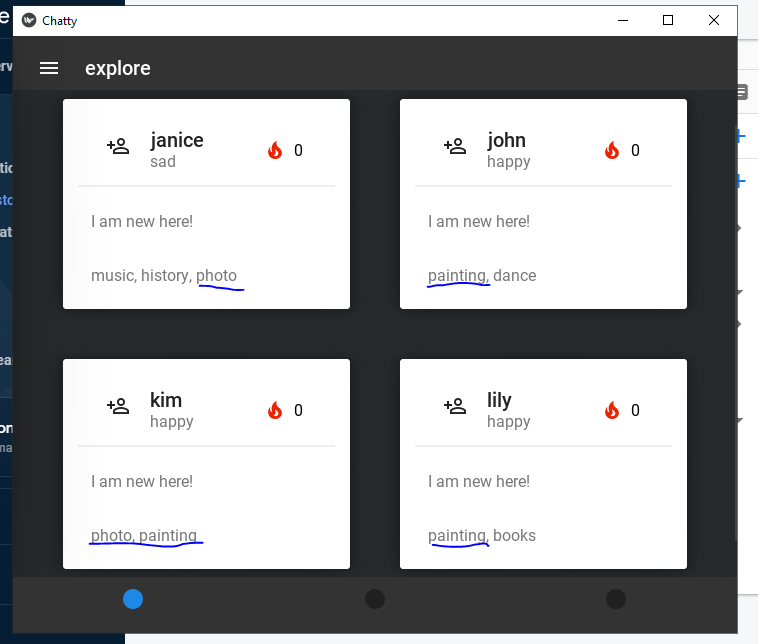 Chatty
explore
janice
sad
0
I am new here!
music, history, photo
john
happy
0
I am new here!
painting, dance
kim
happy
0
I am new here!
photo, painting
lily
happy
0
I am new here!
painting, books